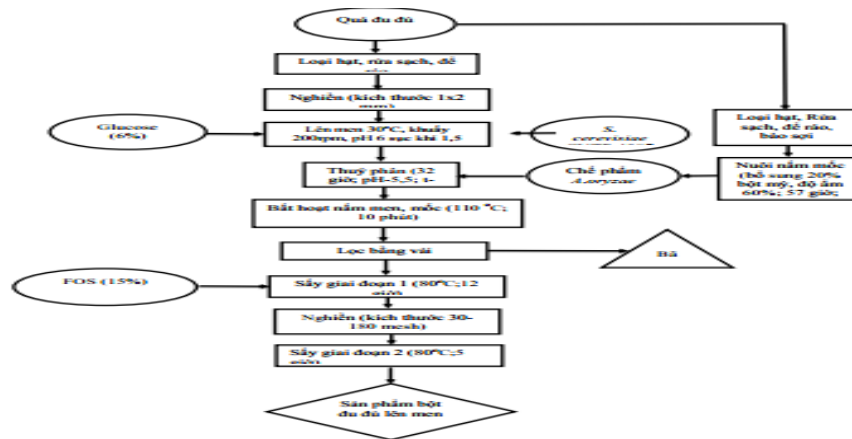 Quả đu đủ
Loại hạt, rửa sạch, để
Nghiền (kích thước 1x2
Glucose
(6%)
Lên men 30°C, khuấy
200rpm, pH 6 sục khí 1,5
S.
cerevisiae
Loại hạt, Rửa
sạch, để ráo,
bào sợi
Thuỷ phân (32
giờ; pH-5,5; t-
Chế phẩm
A.oryzae
Nuôi nấm mốc
(bổ sung 20%
bột mỳ, độ ẩm
60%; 57 giờ;
Bất hoạt nấm men, mốc (110 °C;
10 phút)
Lọc bằng vải
Bã
FOS (15%)
Sấy giai đoạn 1 (80°C;12
giờ)
Nghiền (kích thước 30-
180 mesh)
Sấy giai đoạn 2 (80°C;5
giờ)
Sản phẩm bột
đu đủ lên men